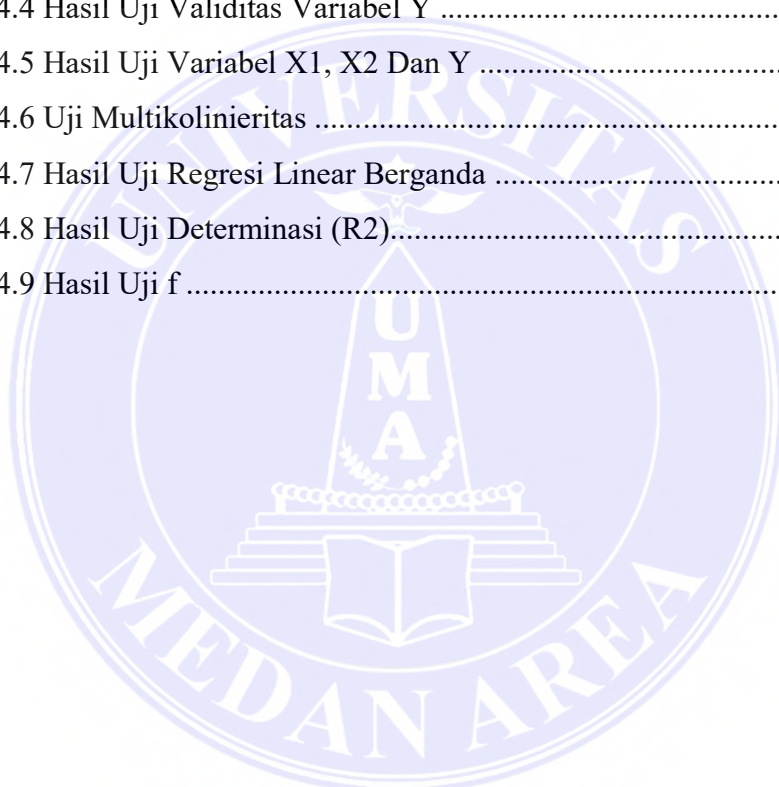 4.4 Hasil Uji Validitas Variabel Y ................. ...........................
4.5 Hasil Uji Variabel X1, X2 Dan Y .......................................
4.6 Uji Multikolinieritas ............................................................
4.7 Hasil Uji Regresi Linear Berganda .....................................
4.8 Hasil Uji Determinasi (R2)..................................................
4.9 Hasil Uji f ............................................................................
UNIVERSITAS
UMA
MEDAN AREA